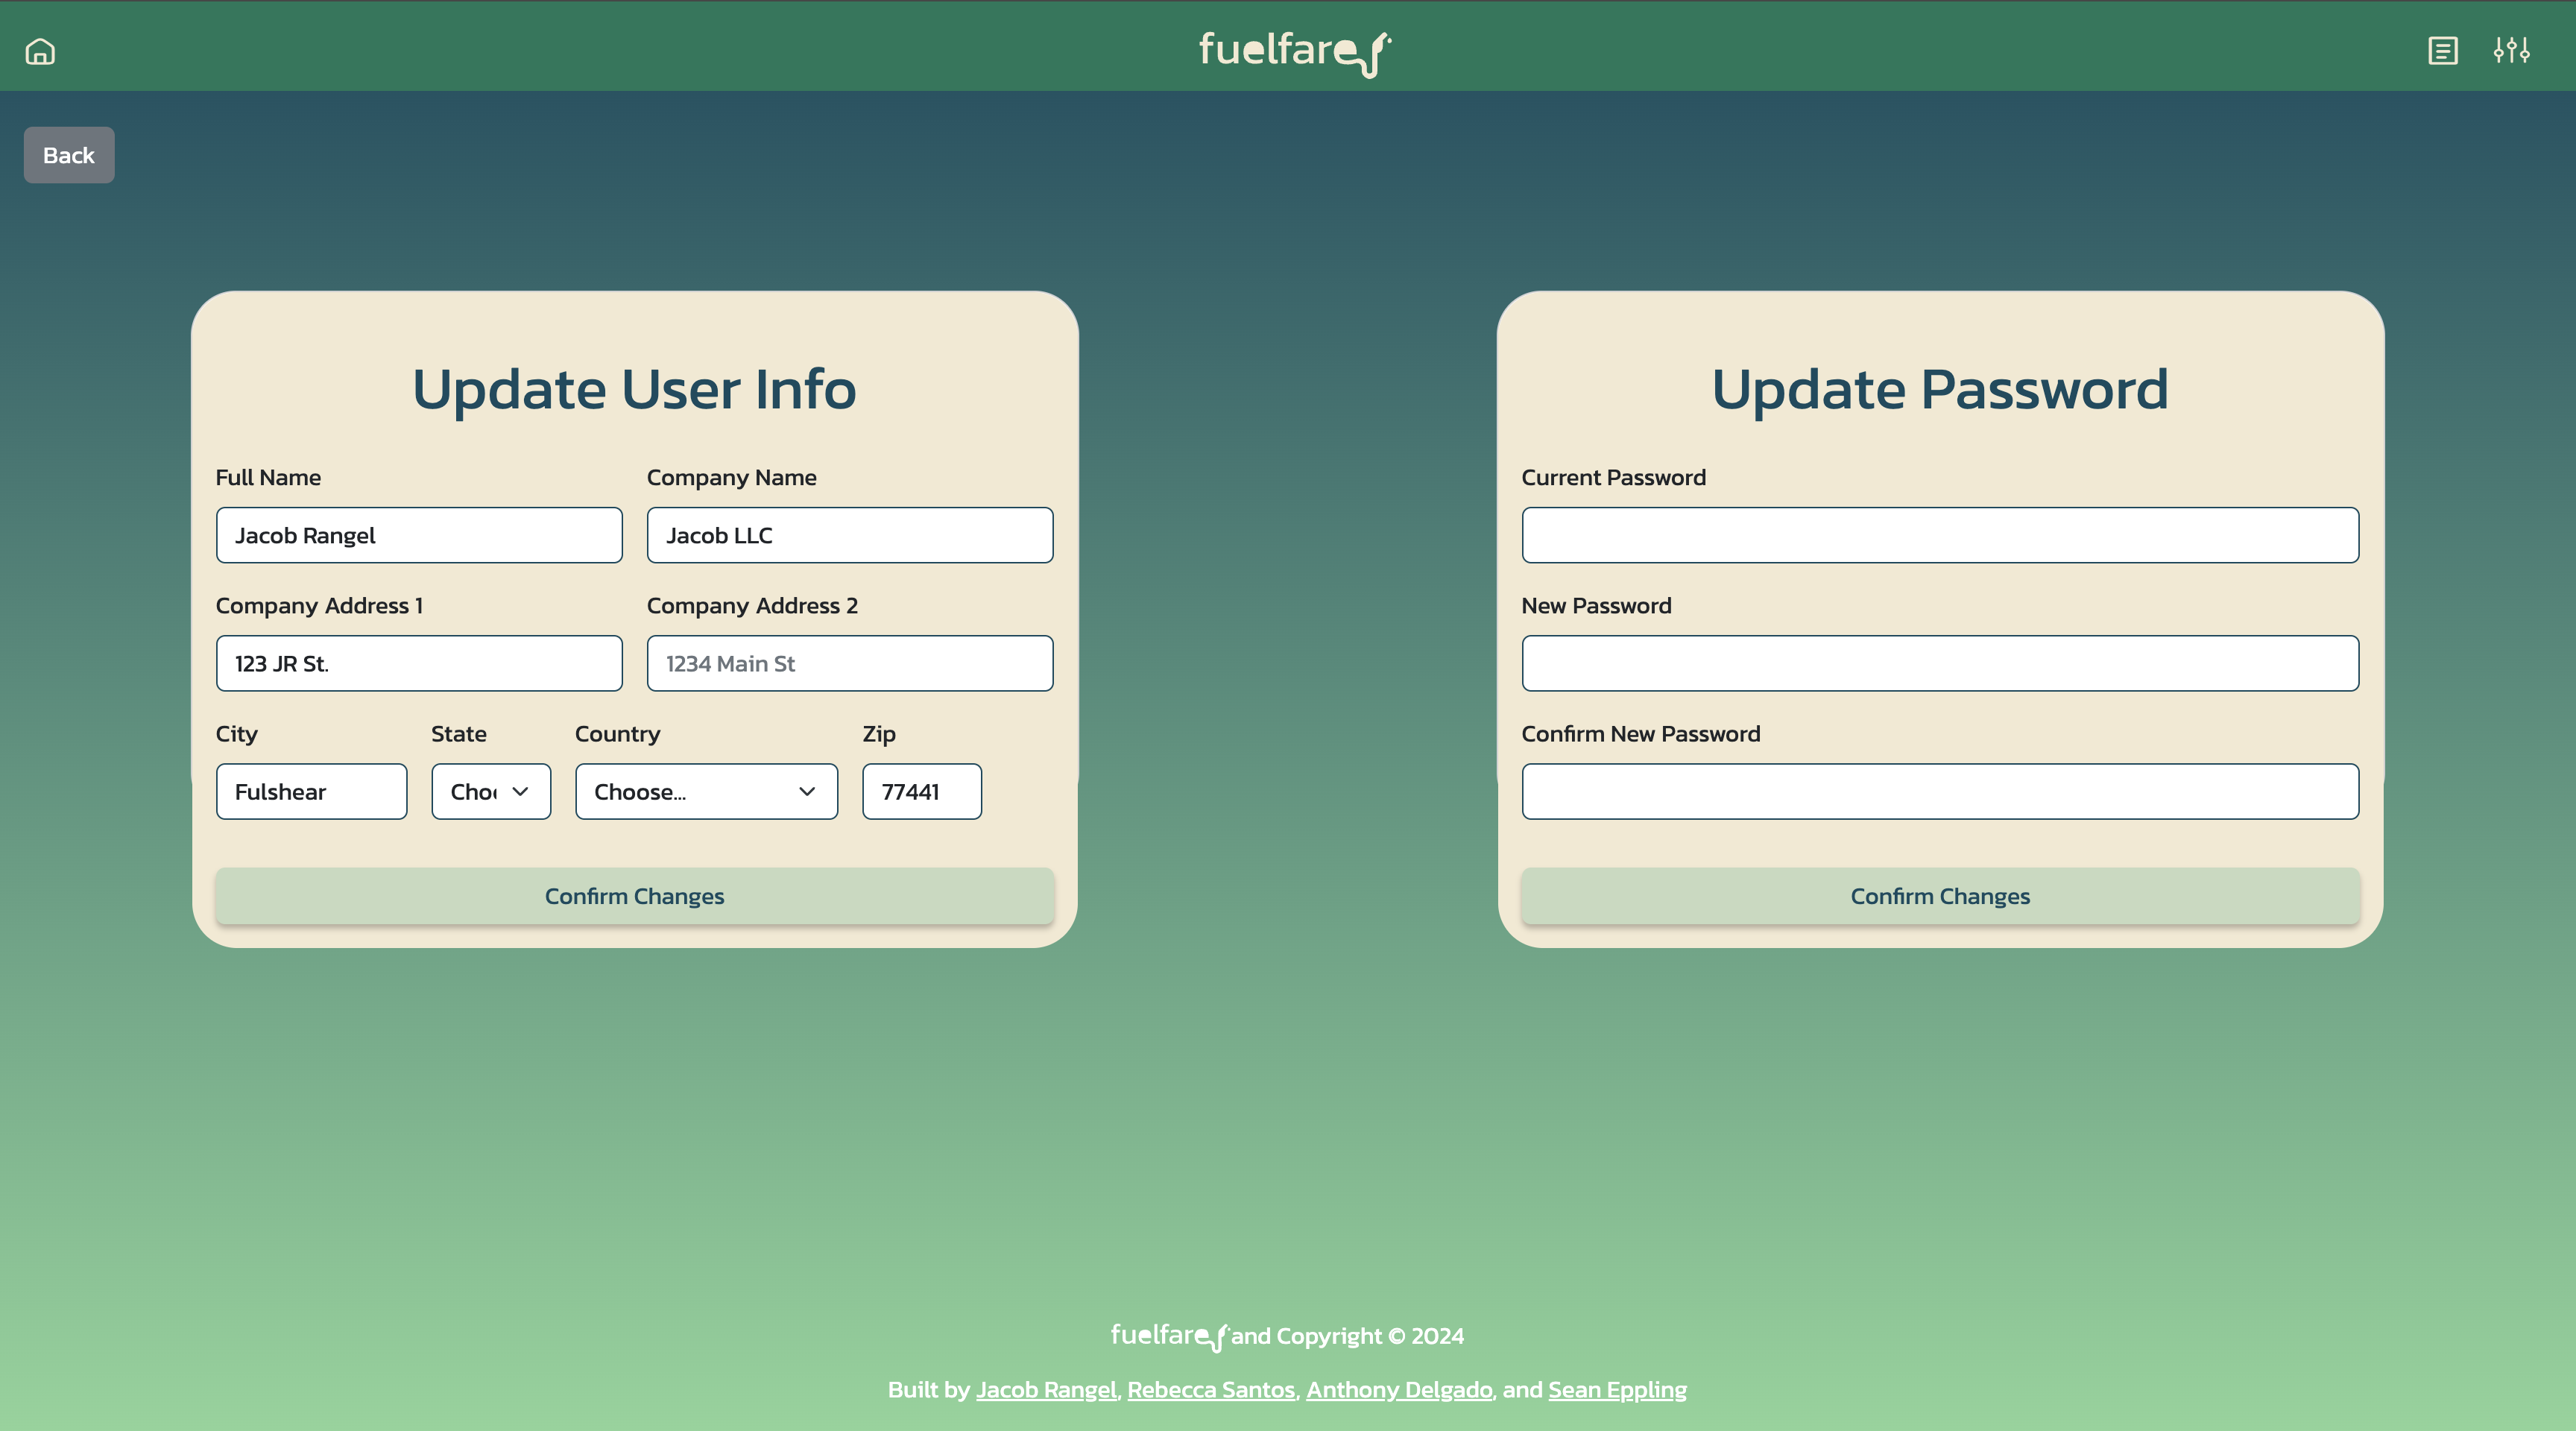 fuelfare
Back
Update User Info
Full Name
Company Name
Jacob Rangel
Jacob LLC
Company Address 1
Company Address 2
123 JR St.
1234 Main St
City
State
Country
Zip
Fulshear
Choo
Choose...
77441
Confirm Changes
Update Password
Current Password
New Password
Confirm New Password
Confirm Changes
fuelfare and Copyright © 2024
Built by Jacob Rangel, Rebecca Santos, Anthony Delgado, and Sean Eppling